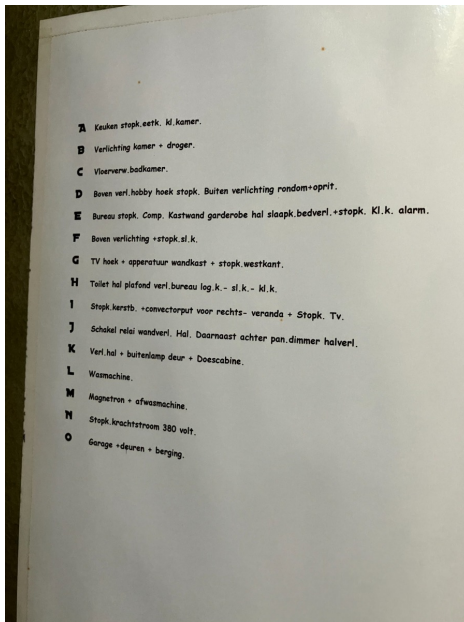 A Keuken stopk.eetk. kl.kamer.
B Verlichting kamer + droger.
C Vloerverw.badkamer.
D Boven verl.hobby hoek stopk. Buiten verlichting rondom+oprit.
E Bureau stopk. Comp. Kastwand garderobe hal slaapk.bedverl.+stopk. Kl.k. alarm.
F Boven verlichting +stopk.sl.k.
G TV hoek + apperatuur wandkast + stopk.westkant.
H Toilet hal plafond verl.bureau log.k.- sl.k.- kl.k.
I Stopk.kerstb. +convectorput voor rechts- veranda + Stopk. Tv.
J Schakel relai wandverl. Hal. Daarnaast achter pan.dimmer halverl.
K Verl.hal + buitenlamp deur + Doescabine.
L Wasmachine.
M Magnetron + afwasmachine.
N Stopk.krachtstroom 380 volt.
O Garage +deuren + berging.